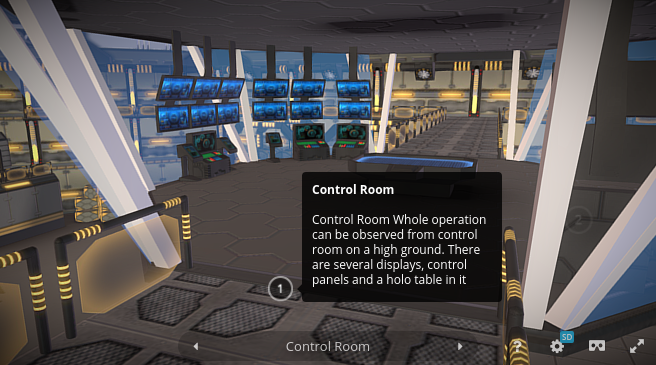 Control Room
Control Room Whole operation
can be observed from control
room on a high ground. There
are several displays, control
panels and a holo table in it
1
Control Room
SD